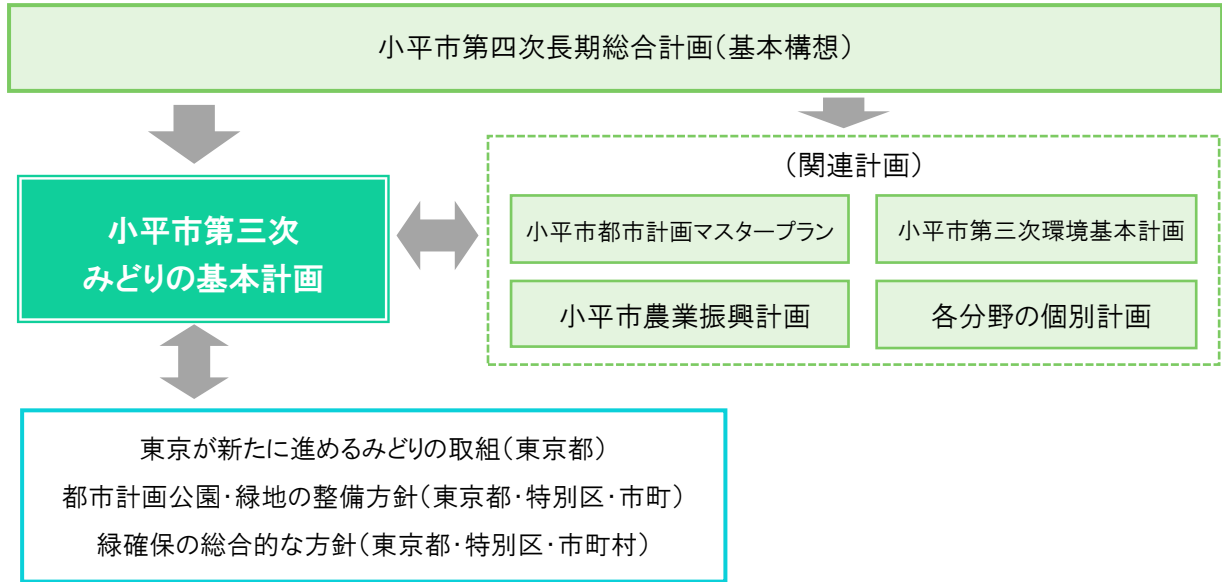 小平市第四次長期総合計画(基本構想)
(関連計画)
小平市第三次
みどりの基本計画
小平市都市計画マスタープラン
小平市第三次環境基本計画
小平市農業振興計画
各分野の個別計画
東京が新たに進めるみどりの取組(東京都)
都市計画公園・緑地の整備方針(東京都・特別区・市町)
緑確保の総合的な方針(東京都・特別区・市町村)